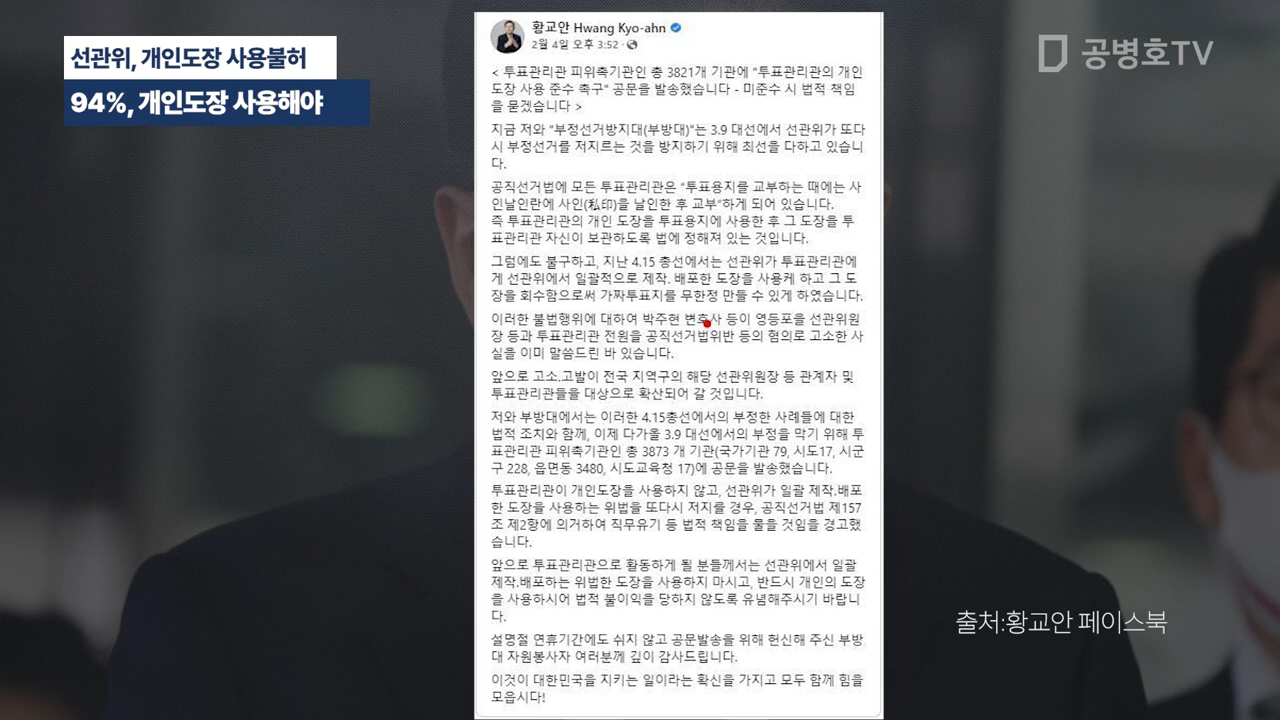 선관위, 개인도장 사용불허
94%, 개인도장 사용해야
공병호TV
황교안 Hwang Kyo-ahn
2월 4일 오후 3:52
< 투표관리관 피위촉기관인 총 3821개 기관에 "투표관리관의 개인
도장 사용 준수 촉구" 공문을 발송했습니다 - 미준수 시 법적 책임
을 묻겠습니다 >
지금 저와 "부정선거방지대(부방대)"는 3.9 대선에서 선관위가 또다
시 부정선거를 저지르는 것을 방지하기 위해 최선을 다하고 있습니
다.
공직선거법에 모든 투표관리관은 "투표용지를 교부하는 때에는 사
인날인란에 사인(私印)을 날인한 후 교부"하게 되어 있습니다.
즉 투표관리관의 개인 도장을 투표용지에 사용한 후 그 도장을 투
표관리관 자신이 보관하도록 법에 정해져 있는 것입니다.
그럼에도 불구하고, 지난 4.15 총선에서는 선관위가 투표관리관에
게 선관위에서 일괄적으로 제작. 배포한 도장을 사용케 하고 그 도
장을 회수함으로써 가짜투표지를 무한정 만들 수 있게 하였습니다.
이러한 불법행위에 대하여 박주현 변호사 등이 영등포을 선관위원
장 등과 투표관리관 전원을 공직선거법위반 등의 혐의로 고소한 사
실을 이미 말씀드린 바 있습니다.
앞으로 고소.고발이 전국 지역구의 해당 선관위원장 등 관계자 및
투표관리관들을 대상으로 확산되어 갈 것입니다.
저와 부방대에서는 이러한 4.15총선에서의 부정한 사례들에 대한
법적 조치와 함께, 이제 다가올 3.9 대선에서의 부정을 막기 위해 투
표관리관 피위촉기관인 총 3873 개 기관(국가기관 79, 시도17, 시군
구 228, 읍면동 3480, 시도교육청 17)에 공문을 발송했습니다.
투표관리관이 개인도장을 사용하지 않고, 선관위가 일괄 제작.배포
한 도장을 사용하는 위법을 또다시 저지를 경우, 공직선거법 제157
조 제2항에 의거하여 직무유기 등 법적 책임을 물을 것임을 경고했
습니다.
앞으로 투표관리관으로 활동하게 될 분들께서는 선관위에서 일괄
제작.배포하는 위법한 도장을 사용하지 마시고, 반드시 개인의 도장
을 사용하시어 법적 불이익을 당하지 않도록 유념해주시기 바랍니
다.
설명절 연휴기간에도 쉬지 않고 공문발송을 위해 헌신해 주신 부방
대 자원봉사자 여러분께 깊이 감사드립니다.
이것이 대한민국을 지키는 일이라는 확신을 가지고 모두 함께 힘을
모읍시다!
출처:황교안 페이스북